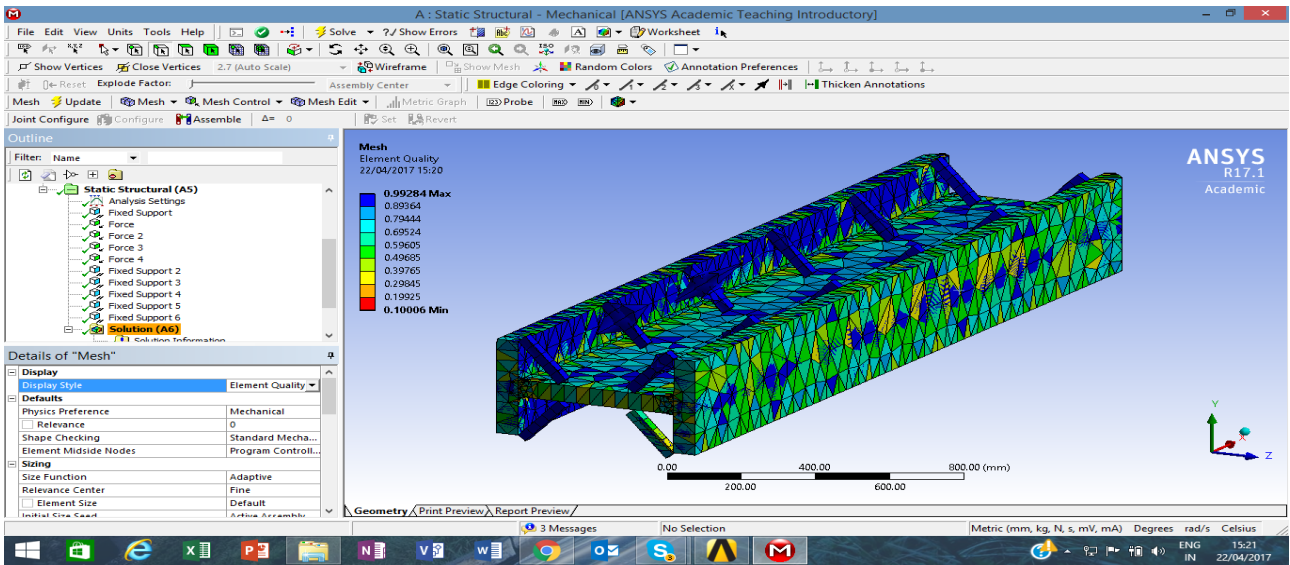 A : Static Structural - Mechanical [ANSYS Academic Teaching Introductory]
File Edit View Units Tools Help Solve ?/ Show Errors Worksheet
Show Vertices Close Vertices 2.7 (Auto Scale) Wireframe Show Mesh Random Colors Annotation Preferences
Reset Explode Factor: Assembly Center Edge Coloring Thicken Annotations
Mesh Update Mesh Mesh Control Mesh Edit Metric Graph Probe
Joint Configure Configure Assemble Δ= 0 Set Revert
Outline
Filter: Name
Static Structural (A5)
Analysis Settings
Fixed Support
Force
Force 2
Force 3
Force 4
Fixed Support 2
Fixed Support 3
Fixed Support 4
Fixed Support 5
Fixed Support 6
Solution (A6)
Solution Information
Details of "Mesh"
Display
Display Style Element Quality
Defaults
Physics Preference Mechanical
Relevance 0
Shape Checking Standard Mecha...
Element Midside Nodes Program Controll...
Sizing
Size Function Adaptive
Relevance Center Fine
Element Size Default
Initial Size Seed Active Assembly
Mesh
Element Quality
22/04/2017 15:20
0.99284 Max
0.89364
0.79444
0.69524
0.59605
0.49685
0.39765
0.29845
0.19925
0.10006 Min
ANSYS
R17.1
Academic
0.00 400.00 800.00 (mm)
200.00 600.00
Y
X
Z
Geometry Print Preview Report Preview
3 Messages No Selection Metric (mm, kg, N, s, mV, mA) Degrees rad/s Celsius
ENG 15:21
IN 22/04/2017